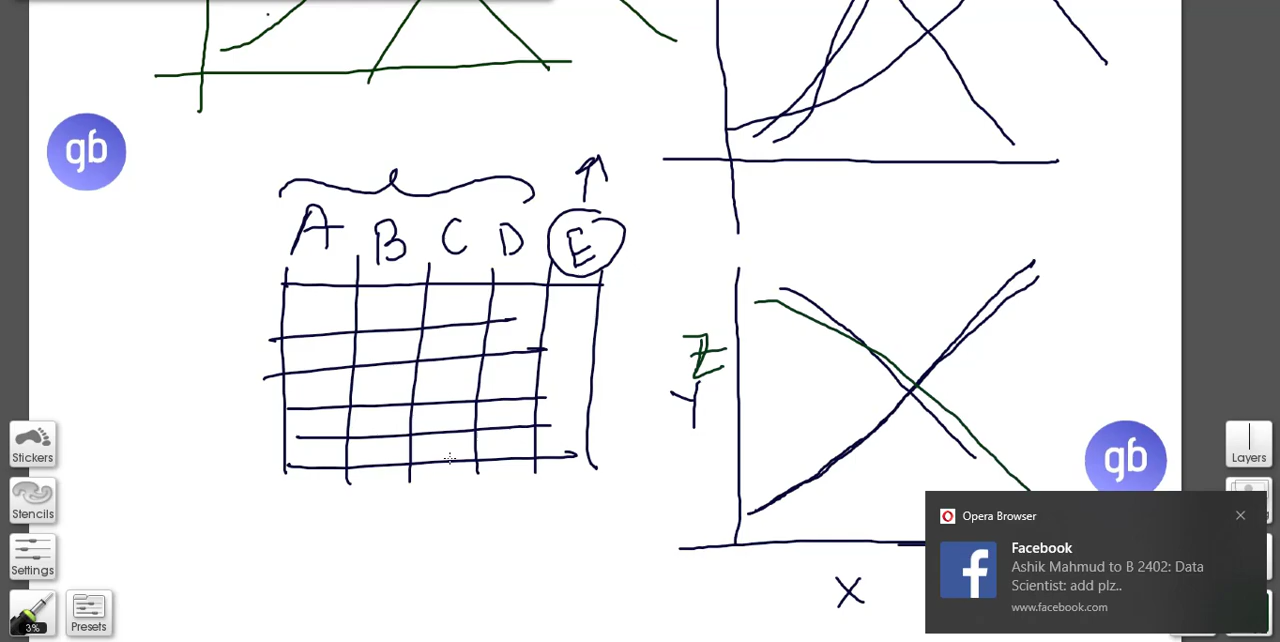 gb
A B C D E
Z
Y
X
gb
Stickers
Stencils
Settings
3%
Presets
Layers
Opera Browser
Facebook
Ashik Mahmud to B 2402: Data
Scientist: add plz..
www.facebook.com